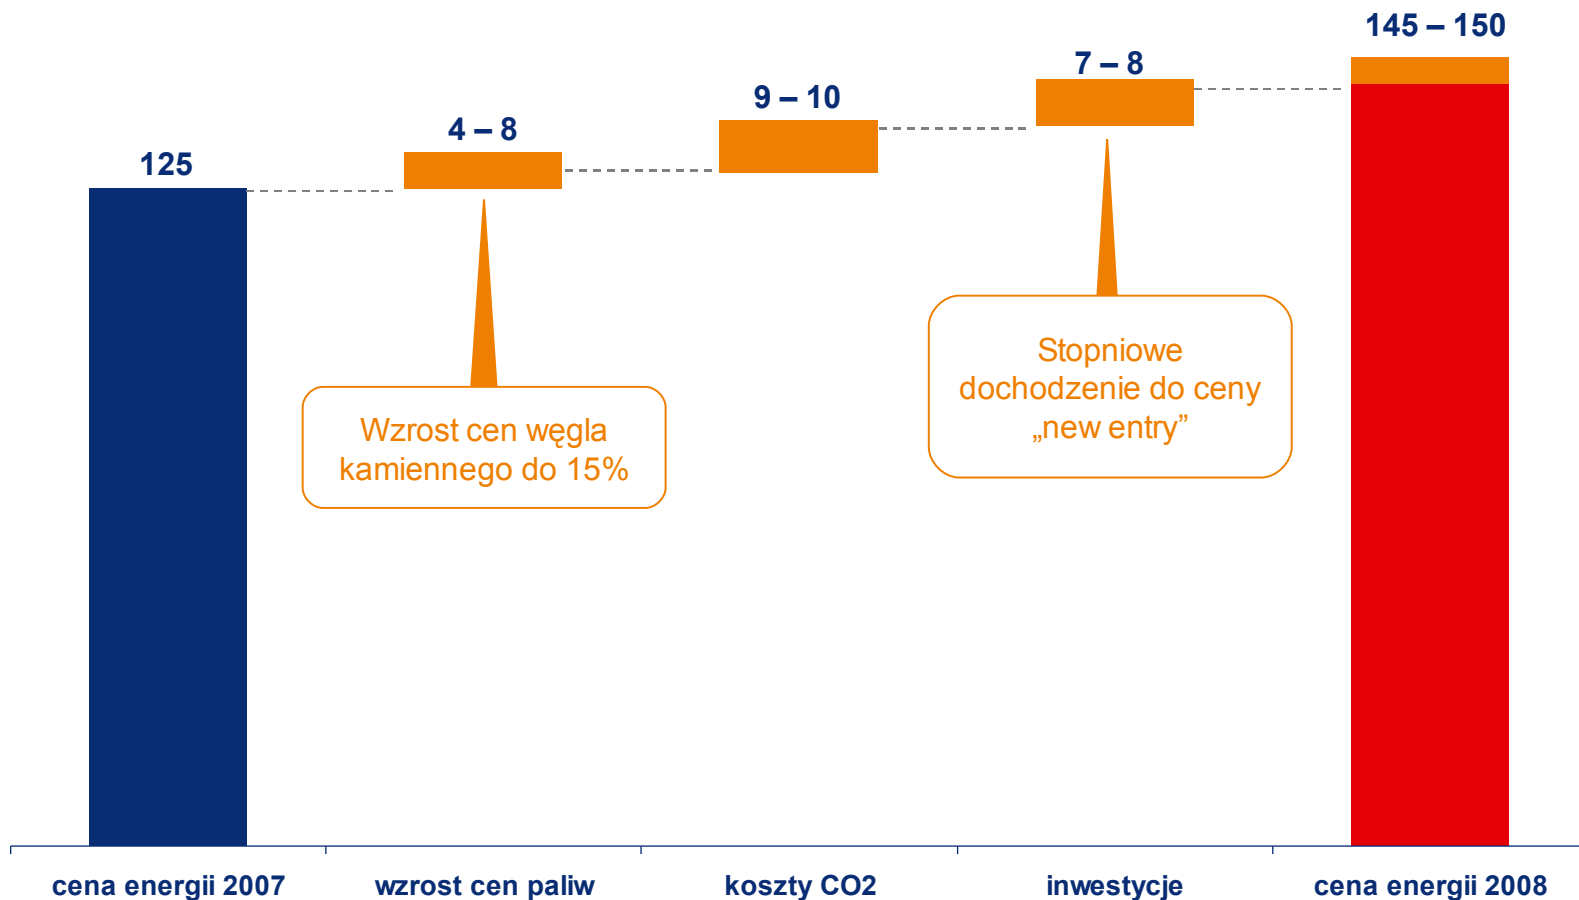 145 – 150
7 – 8
9 – 10
4 – 8
125
Stopniowe
dochodzenie do ceny
„new entry”
Wzrost cen węgla
kamiennego do 15%
cena energii 2007
wzrost cen paliw
koszty CO2
inwestycje
cena energii 2008